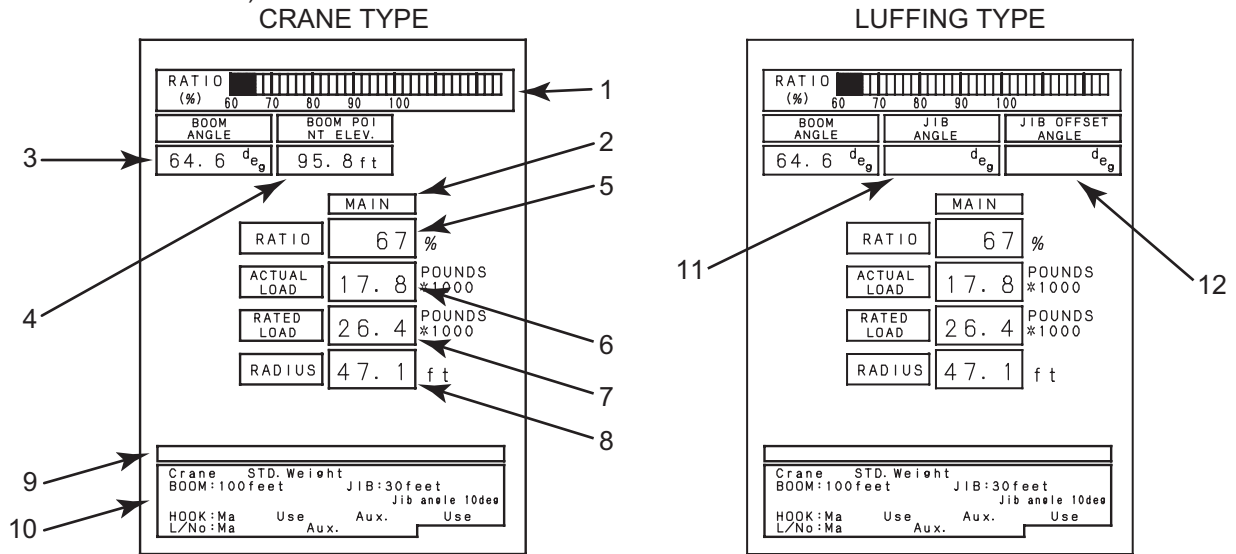 CRANE TYPE
RATIO
(%)
60 70 80 90 100
BOOM
ANGLE
BOOM POI
NT ELEV.
64.6 deg
95.8ft
MAIN
RATIO 67 %
ACTUAL
LOAD
17.8 POUNDS
*1000
RATED
LOAD
26.4 POUNDS
*1000
RADIUS 47.1 ft
Crane STD.Weight
BOOM:100feet JIB:30feet
Jib angle 10deg
HOOK:Ma Use Aux. Use
L/No:Ma Aux.
1
2
3
4
5
6
7
8
9
10
LUFFING TYPE
RATIO
(%)
60 70 80 90 100
BOOM
ANGLE
JIB
ANGLE
JIB OFFSET
ANGLE
64.6 deg
deg
deg
MAIN
RATIO 67 %
ACTUAL
LOAD
17.8 POUNDS
*1000
RATED
LOAD
26.4 POUNDS
*1000
RADIUS 47.1 ft
Crane STD.Weight
BOOM:100feet JIB:30feet
Jib angle 10deg
HOOK:Ma Use Aux. Use
L/No:Ma Aux.
11
12